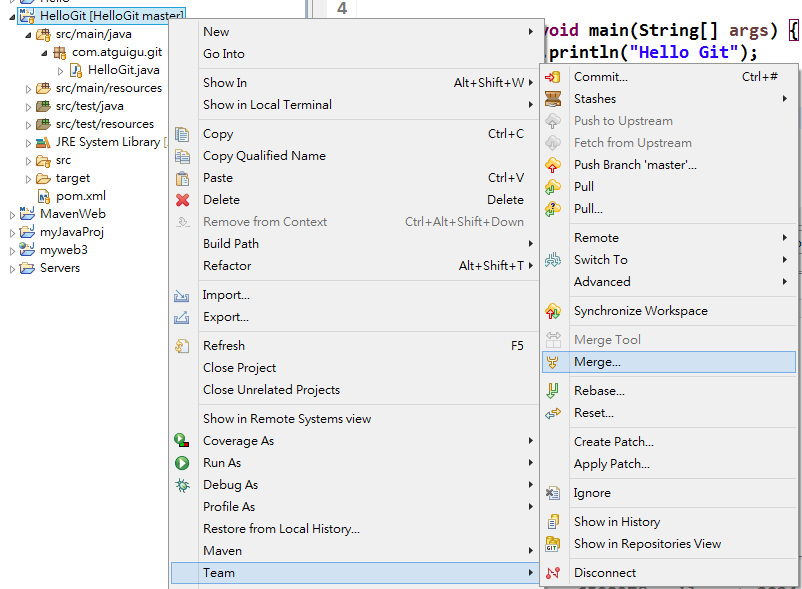 Hello
HelloGit [HelloGit master]
src/main/java
com.atguigu.git
HelloGit.java
src/main/resources
src/test/java
src/test/resources
JRE System Library [
src
target
pom.xml
MavenWeb
myJavaProj
myweb3
Servers
4
void main(String[] args) {
println("Hello Git");
New
Go Into
Show In Alt+Shift+W
Show in Local Terminal
Copy Ctrl+C
Copy Qualified Name
Paste Ctrl+V
Delete Delete
Remove from Context Ctrl+Alt+Shift+Down
Build Path
Refactor Alt+Shift+T
Import...
Export...
Refresh F5
Close Project
Close Unrelated Projects
Show in Remote Systems view
Coverage As
Run As
Debug As
Profile As
Restore from Local History...
Maven
Team
Commit... Ctrl+#
Stashes
Push to Upstream
Fetch from Upstream
Push Branch 'master'...
Pull
Pull...
Remote
Switch To
Advanced
Synchronize Workspace
Merge Tool
Merge...
Rebase...
Reset...
Create Patch...
Apply Patch...
Ignore
Show in History
Show in Repositories View
Disconnect